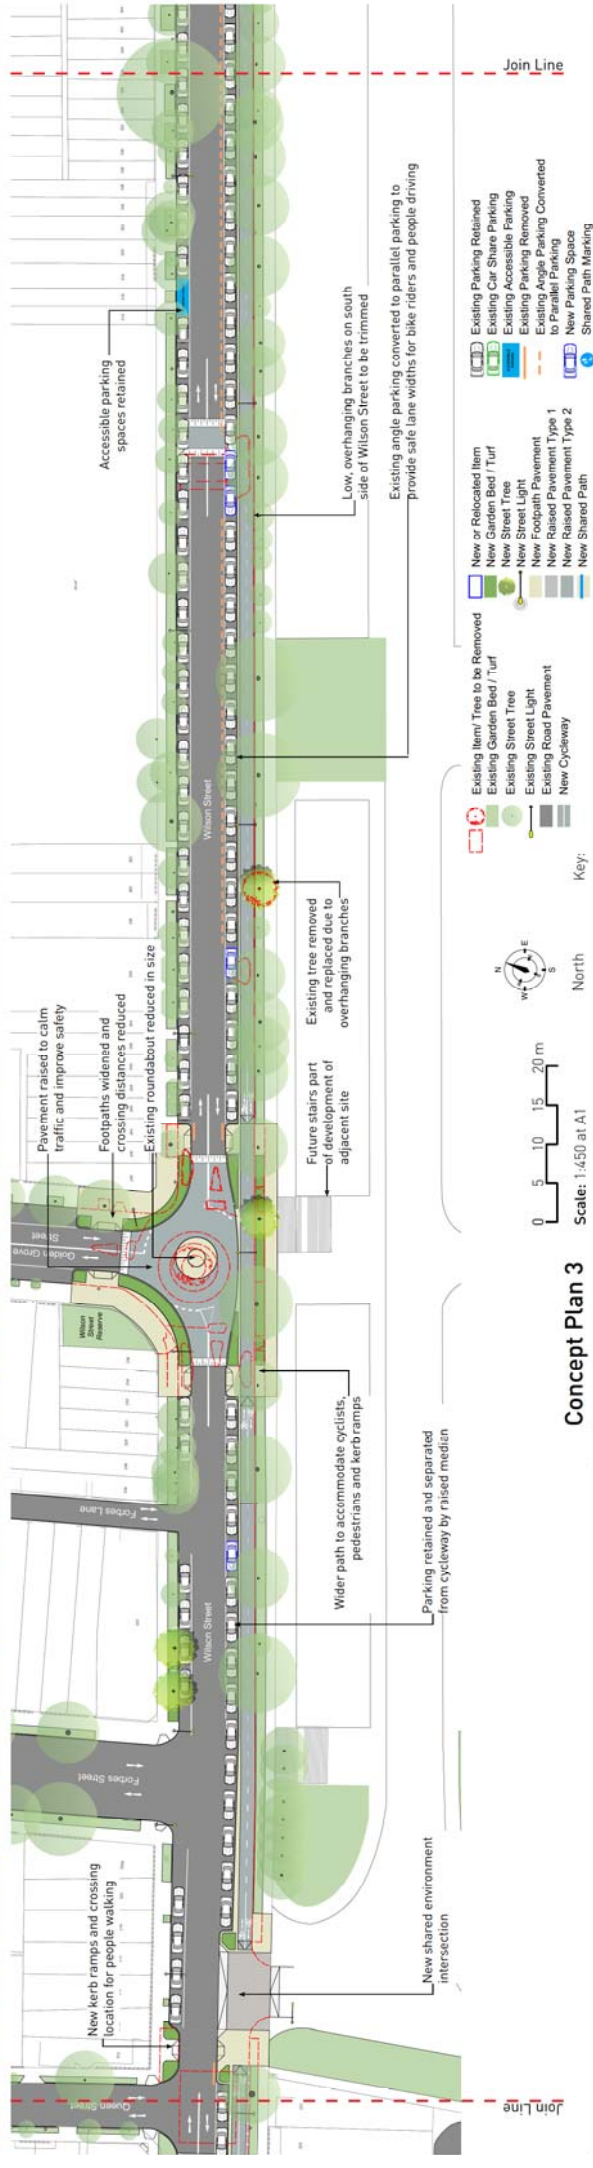 Join Line
Accessible parking
spaces retained
Low, overhanging branches on south
side of Wilson Street to be trimmed
Existing angle parking converted to parallel parking to
provide safe lane widths for bike riders and people driving
Wilson Street
Pavement raised to calm
traffic and improve safety
Footpaths widened and
crossing distances reduced
Existing roundabout reduced in size
Existing tree removed
and replaced due to
overhanging branches
Future stairs part
of development of
adjacent site
Golden Grove
Street
Wilson
Street
Reserve
Wider path to accommodate cyclists,
pedestrians and kerb ramps
Forbes Lane
Wilson Street
Parking retained and separated
from cycleway by raised median
Forbes Street
New kerb ramps and crossing
location for people walking
New shared environment
intersection
Queen Street
Join Line
Concept Plan 3
0 5 10 15 20 m
Scale: 1:450 at A1
N
E
S
W
North
Key:
Existing Item/ Tree to be Removed
Existing Garden Bed / Turf
Existing Street Tree
Existing Street Light
Existing Road Pavement
New Cycleway
New or Relocated Item
New Garden Bed / Turf
New Street Tree
New Street Light
New Footpath Pavement
New Raised Pavement Type 1
New Raised Pavement Type 2
New Shared Path
Existing Parking Retained
Existing Car Share Parking
Existing Accessible Parking
Existing Parking Removed
Existing Angle Parking Converted
to Parallel Parking
New Parking Space
Shared Path Marking